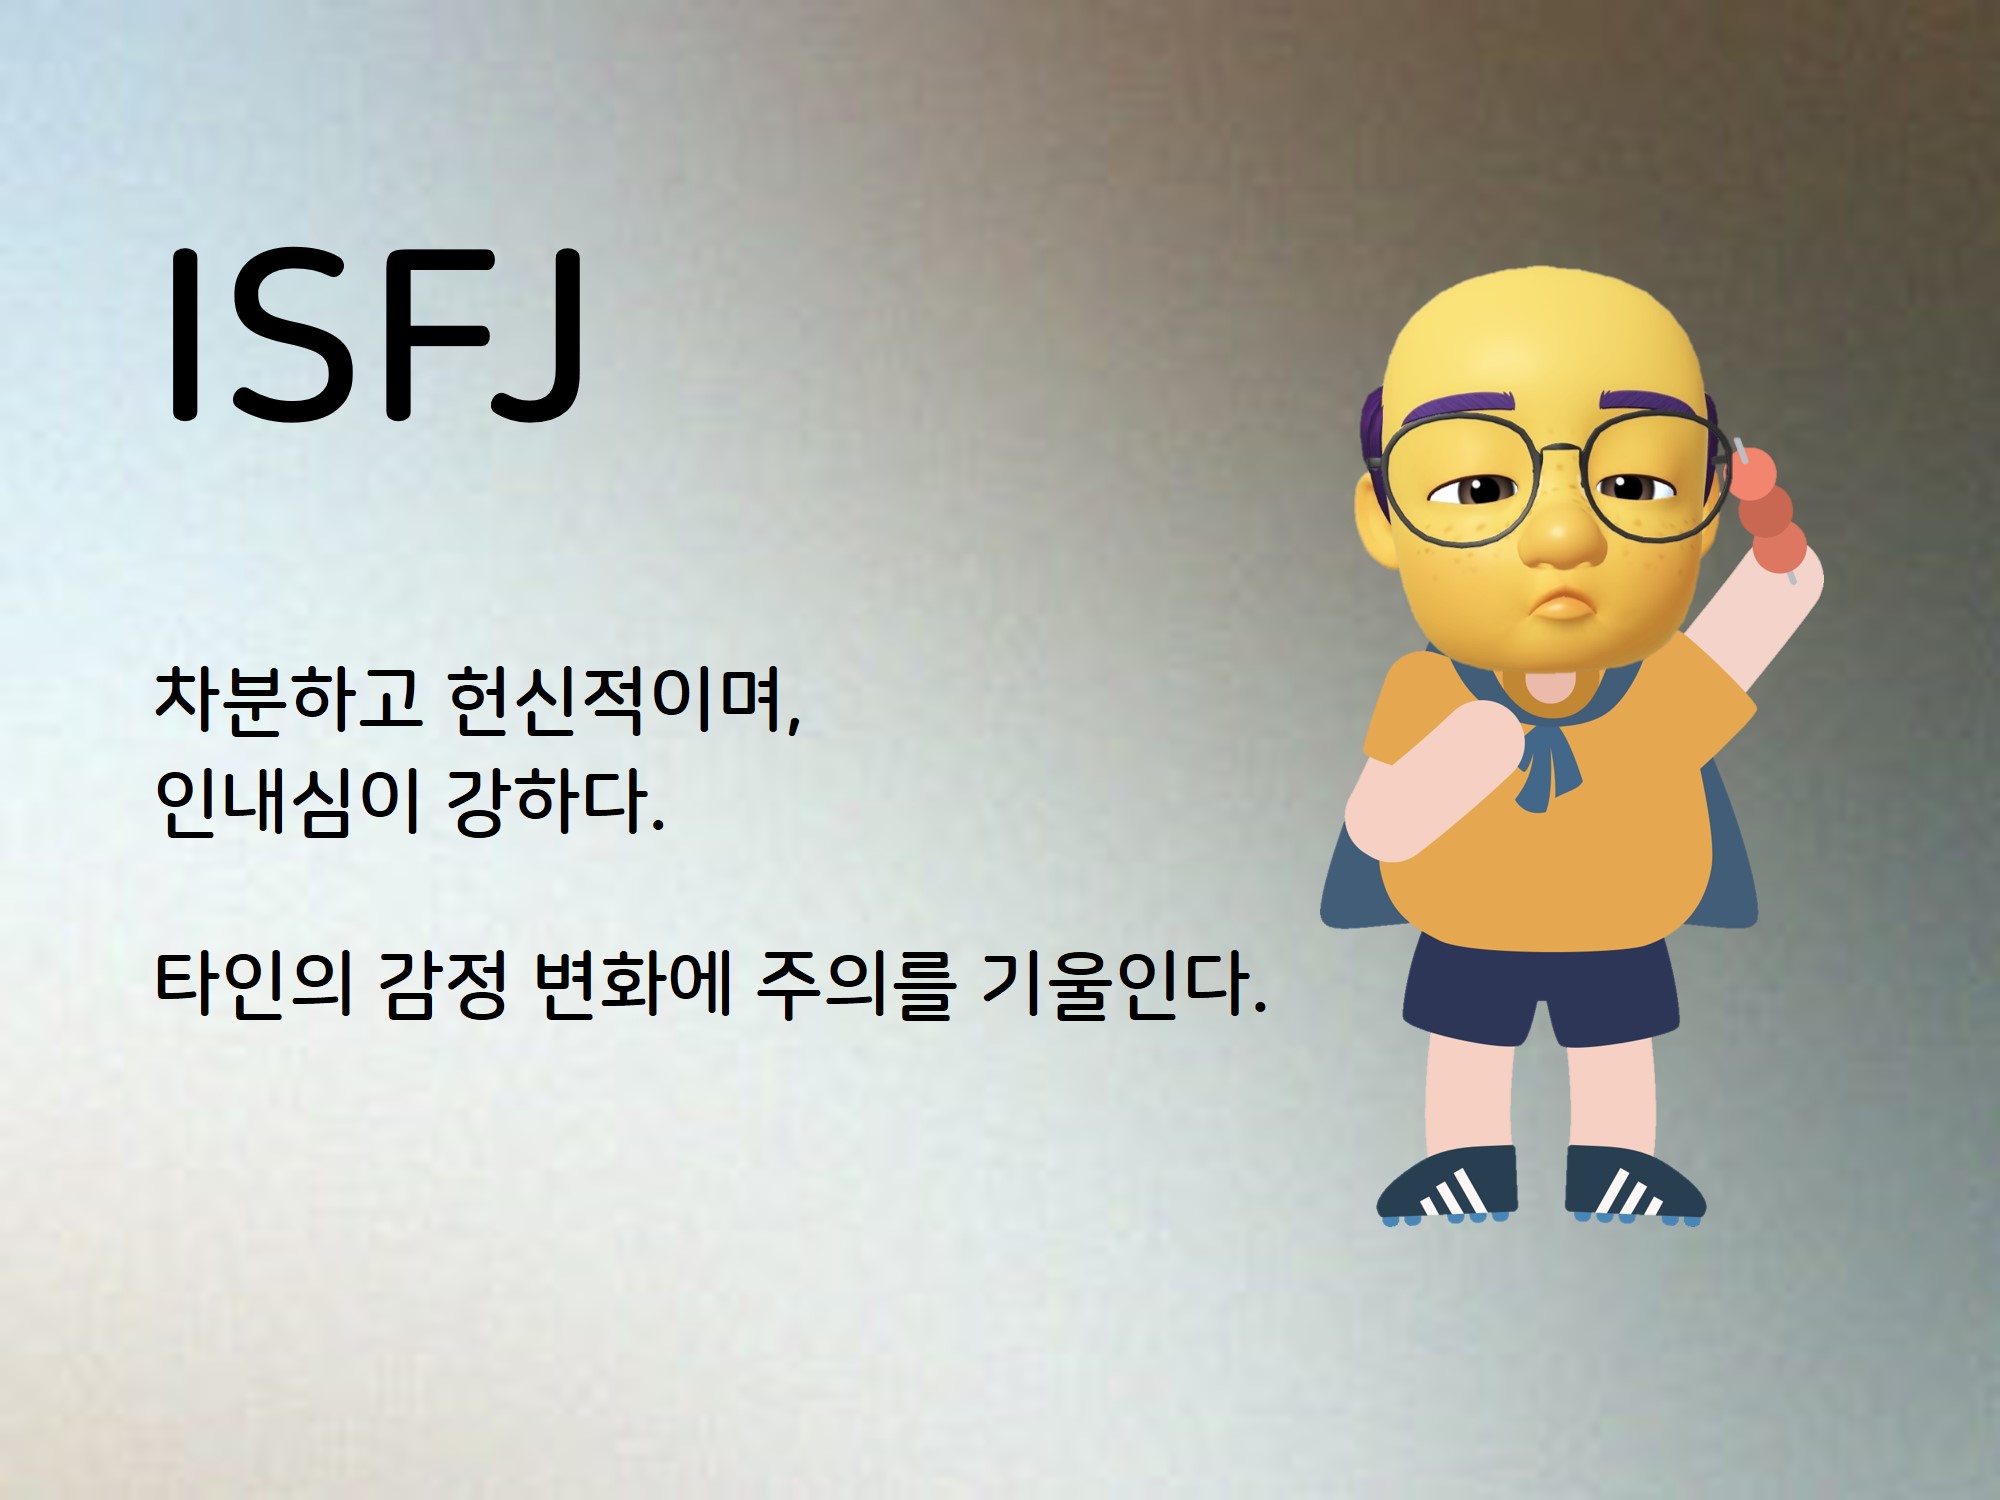 ISFJ
차분하고 헌신적이며,
인내심이 강하다.
타인의 감정 변화에 주의를 기울인다.